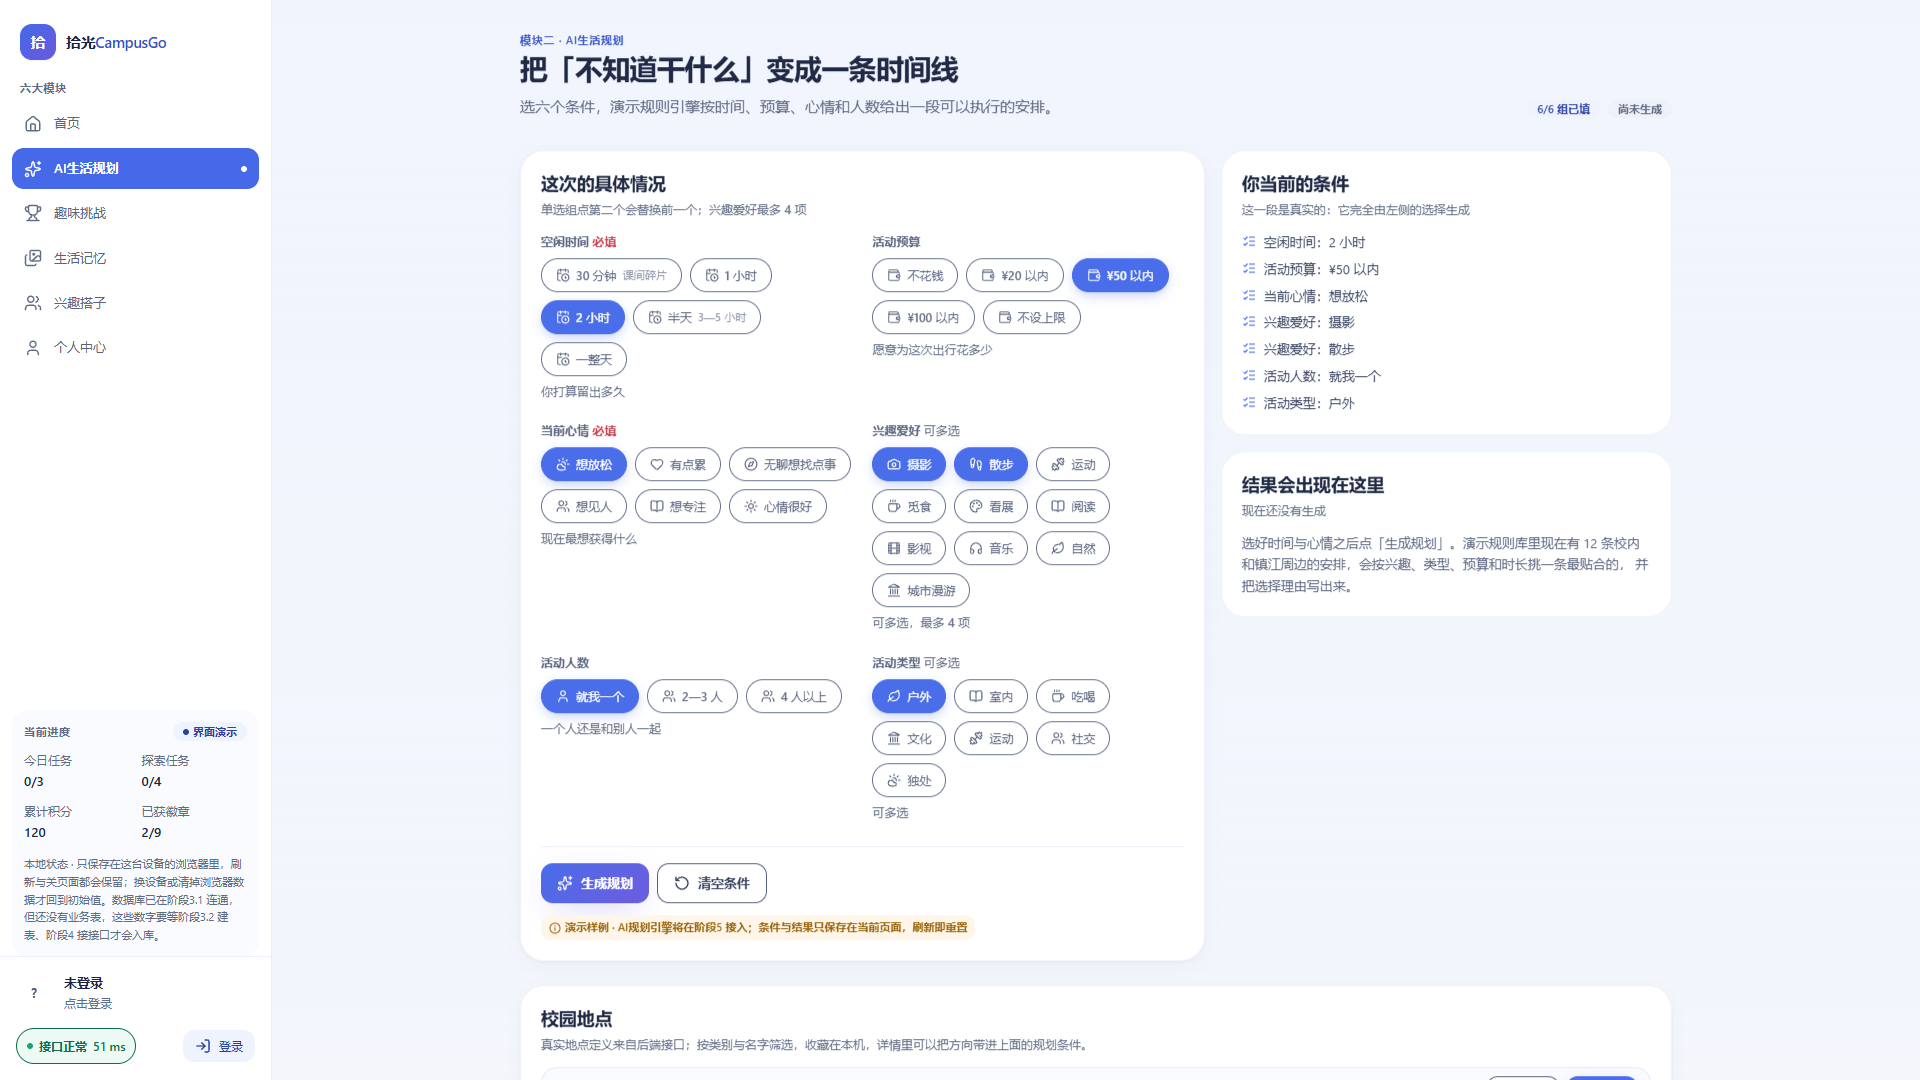 拾 拾光CampusGo
六大模块
首页
AI生活规划
趣味挑战
生活记忆
兴趣搭子
个人中心
当前进度 界面演示
今日任务 探索任务
0/3 0/4
累计积分 已获徽章
120 2/9
本地状态 · 只保存在这台设备的浏览器里，刷
新与关页面都会保留；换设备或清掉浏览器数
据才回到初始值。数据库已在阶段3.1 连通，
但还没有业务表，这些数字要等阶段3.2 建
表、阶段4 接接口才会入库。
? 未登录
点击登录
接口正常 51 ms 登录
模块二 · AI生活规划
把「不知道干什么」变成一条时间线
选六个条件，演示规则引擎按时间、预算、心情和人数给出一段可以执行的安排。
6/6 组已填 尚未生成
这次的具体情况
单选组点第二个会替换前一个；兴趣爱好最多 4 项
空闲时间 必填
30 分钟 课间碎片 1 小时
2 小时 半天 3—5 小时
一整天
你打算留出多久
活动预算
不花钱 ¥20 以内 ¥50 以内
¥100 以内 不设上限
愿意为这次出行花多少
当前心情 必填
想放松 有点累 无聊想找点事
想见人 想专注 心情很好
现在最想获得什么
兴趣爱好 可多选
摄影 散步 运动
觅食 看展 阅读
影视 音乐 自然
城市漫游
可多选，最多 4 项
活动人数
就我一个 2—3 人 4 人以上
一个人还是和别人一起
活动类型 可多选
户外 室内 吃喝
文化 运动 社交
独处
可多选
生成规划 清空条件
演示样例 · AI规划引擎将在阶段5 接入；条件与结果只保存在当前页面，刷新即重置
你当前的条件
这一段是真实的：它完全由左侧的选择生成
空闲时间：2 小时
活动预算：¥50 以内
当前心情：想放松
兴趣爱好：摄影
兴趣爱好：散步
活动人数：就我一个
活动类型：户外
结果会出现在这里
现在还没有生成
选好时间与心情之后点「生成规划」。演示规则库里现在有 12 条校内
和镇江周边的安排，会按兴趣、类型、预算和时长挑一条最贴合的， 并
把选择理由写出来。
校园地点
真实地点定义来自后端接口；按类别与名字筛选，收藏在本机，详情里可以把方向带进上面的规划条件。